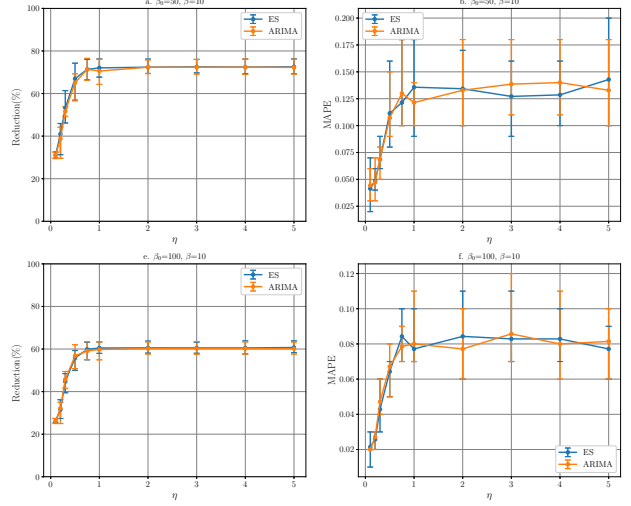 a. β₀=50, β=10
100
80
60
40
20
0
Reduction(%)
ES
ARIMA
0
1
2
3
4
5
η
b. β₀=50, β=10
0.200
0.175
0.150
0.125
0.100
0.075
0.050
0.025
MAPE
ES
ARIMA
0
1
2
3
4
5
η
e. β₀=100, β=10
100
80
60
40
20
0
Reduction(%)
ES
ARIMA
0
1
2
3
4
5
η
f. β₀=100, β=10
0.12
0.10
0.08
0.06
0.04
0.02
MAPE
ES
ARIMA
0
1
2
3
4
5
η